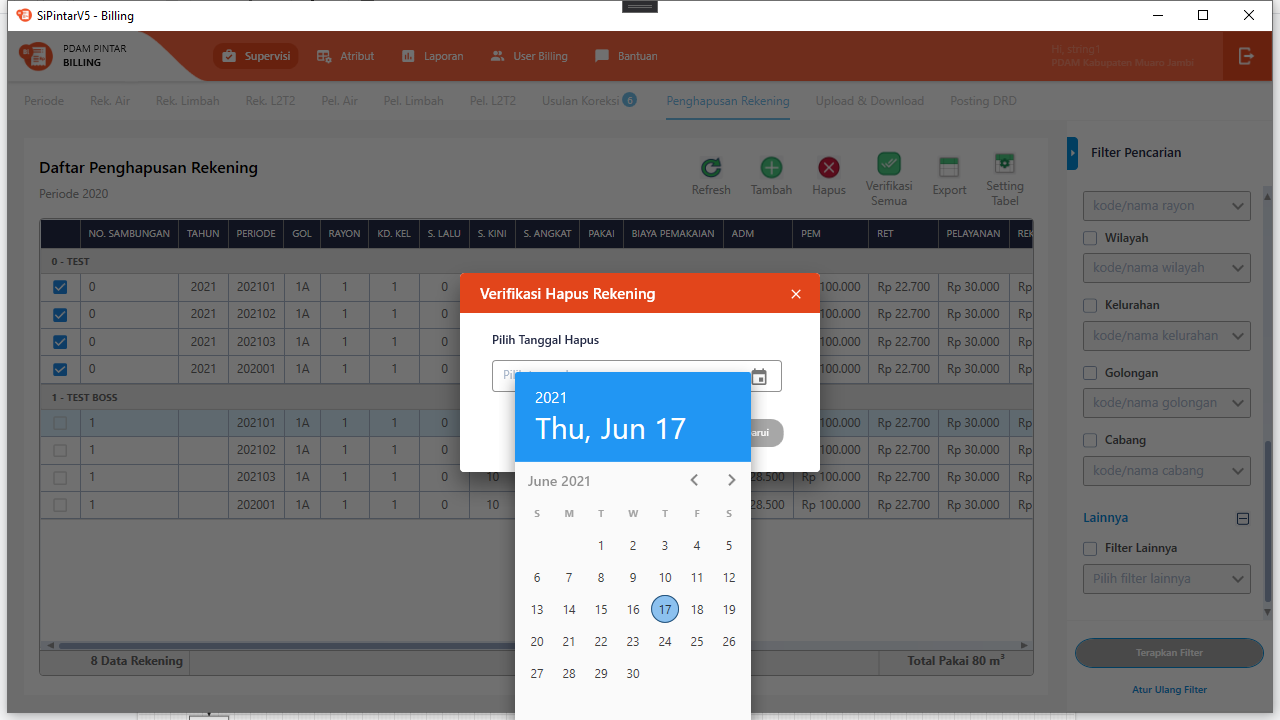 SiPintarV5 - Billing
PDAM PINTAR
BILLING
Supervisi
Atribut
Laporan
User Billing
Bantuan
Hi, string !
PDAM Kabupaten Muaro Jambi
Periode
Rek. Air
Rek. Limbah
Rek. L2T2
Pel. Air
Pel. Limbah
Pel. L2T2
Usulan Koreksi 6
Penghapusan Rekening
Upload & Download
Posting DRD
Daftar Penghapusan Rekening
Periode 2020
Refresh
Tambah
Hapus
Verifikasi
Semua
Export
Setting
Tabel
NO. SAMBUNGAN TAHUN PERIODE GOL RAYON KD. KEL S. LALU S. KINI S. ANGKAT PAKAI BIAYA PEMAKAIAN ADM PEM RET PELAYANAN REK
0 - TEST
0 2021 202101 1A 1 1 0 100.000 Rp 22.700 Rp 30.000 Rp
0 2021 202102 1A 1 1 0 100.000 Rp 22.700 Rp 30.000 Rp
0 2021 202103 1A 1 1 0 100.000 Rp 22.700 Rp 30.000 Rp
0 2021 202001 1A 1 1 0 100.000 Rp 22.700 Rp 30.000 Rp
1 - TEST BOSS
1 202101 1A 1 1 0 100.000 Rp 22.700 Rp 30.000 Rp
1 202102 1A 1 1 0 100.000 Rp 22.700 Rp 30.000 Rp
1 202103 1A 1 1 0 10 28.500 Rp 100.000 Rp 22.700 Rp 30.000 Rp
1 202001 1A 1 1 0 10 28.500 Rp 100.000 Rp 22.700 Rp 30.000 Rp
8 Data Rekening
Total Pakai 80 m³
Verifikasi Hapus Rekening
Pilih Tanggal Hapus
2021
Thu, Jun 17
June 2021
S M T W T F S
1 2 3 4 5
6 7 8 9 10 11 12
13 14 15 16 17 18 19
20 21 22 23 24 25 26
27 28 29 30
Filter Pencarian
kode/nama rayon
Wilayah
kode/nama wilayah
Kelurahan
kode/nama kelurahan
Golongan
kode/nama golongan
Cabang
kode/nama cabang
Lainnya
Filter Lainnya
Pilih filter lainnya
Terapkan Filter
Atur Ulang Filter